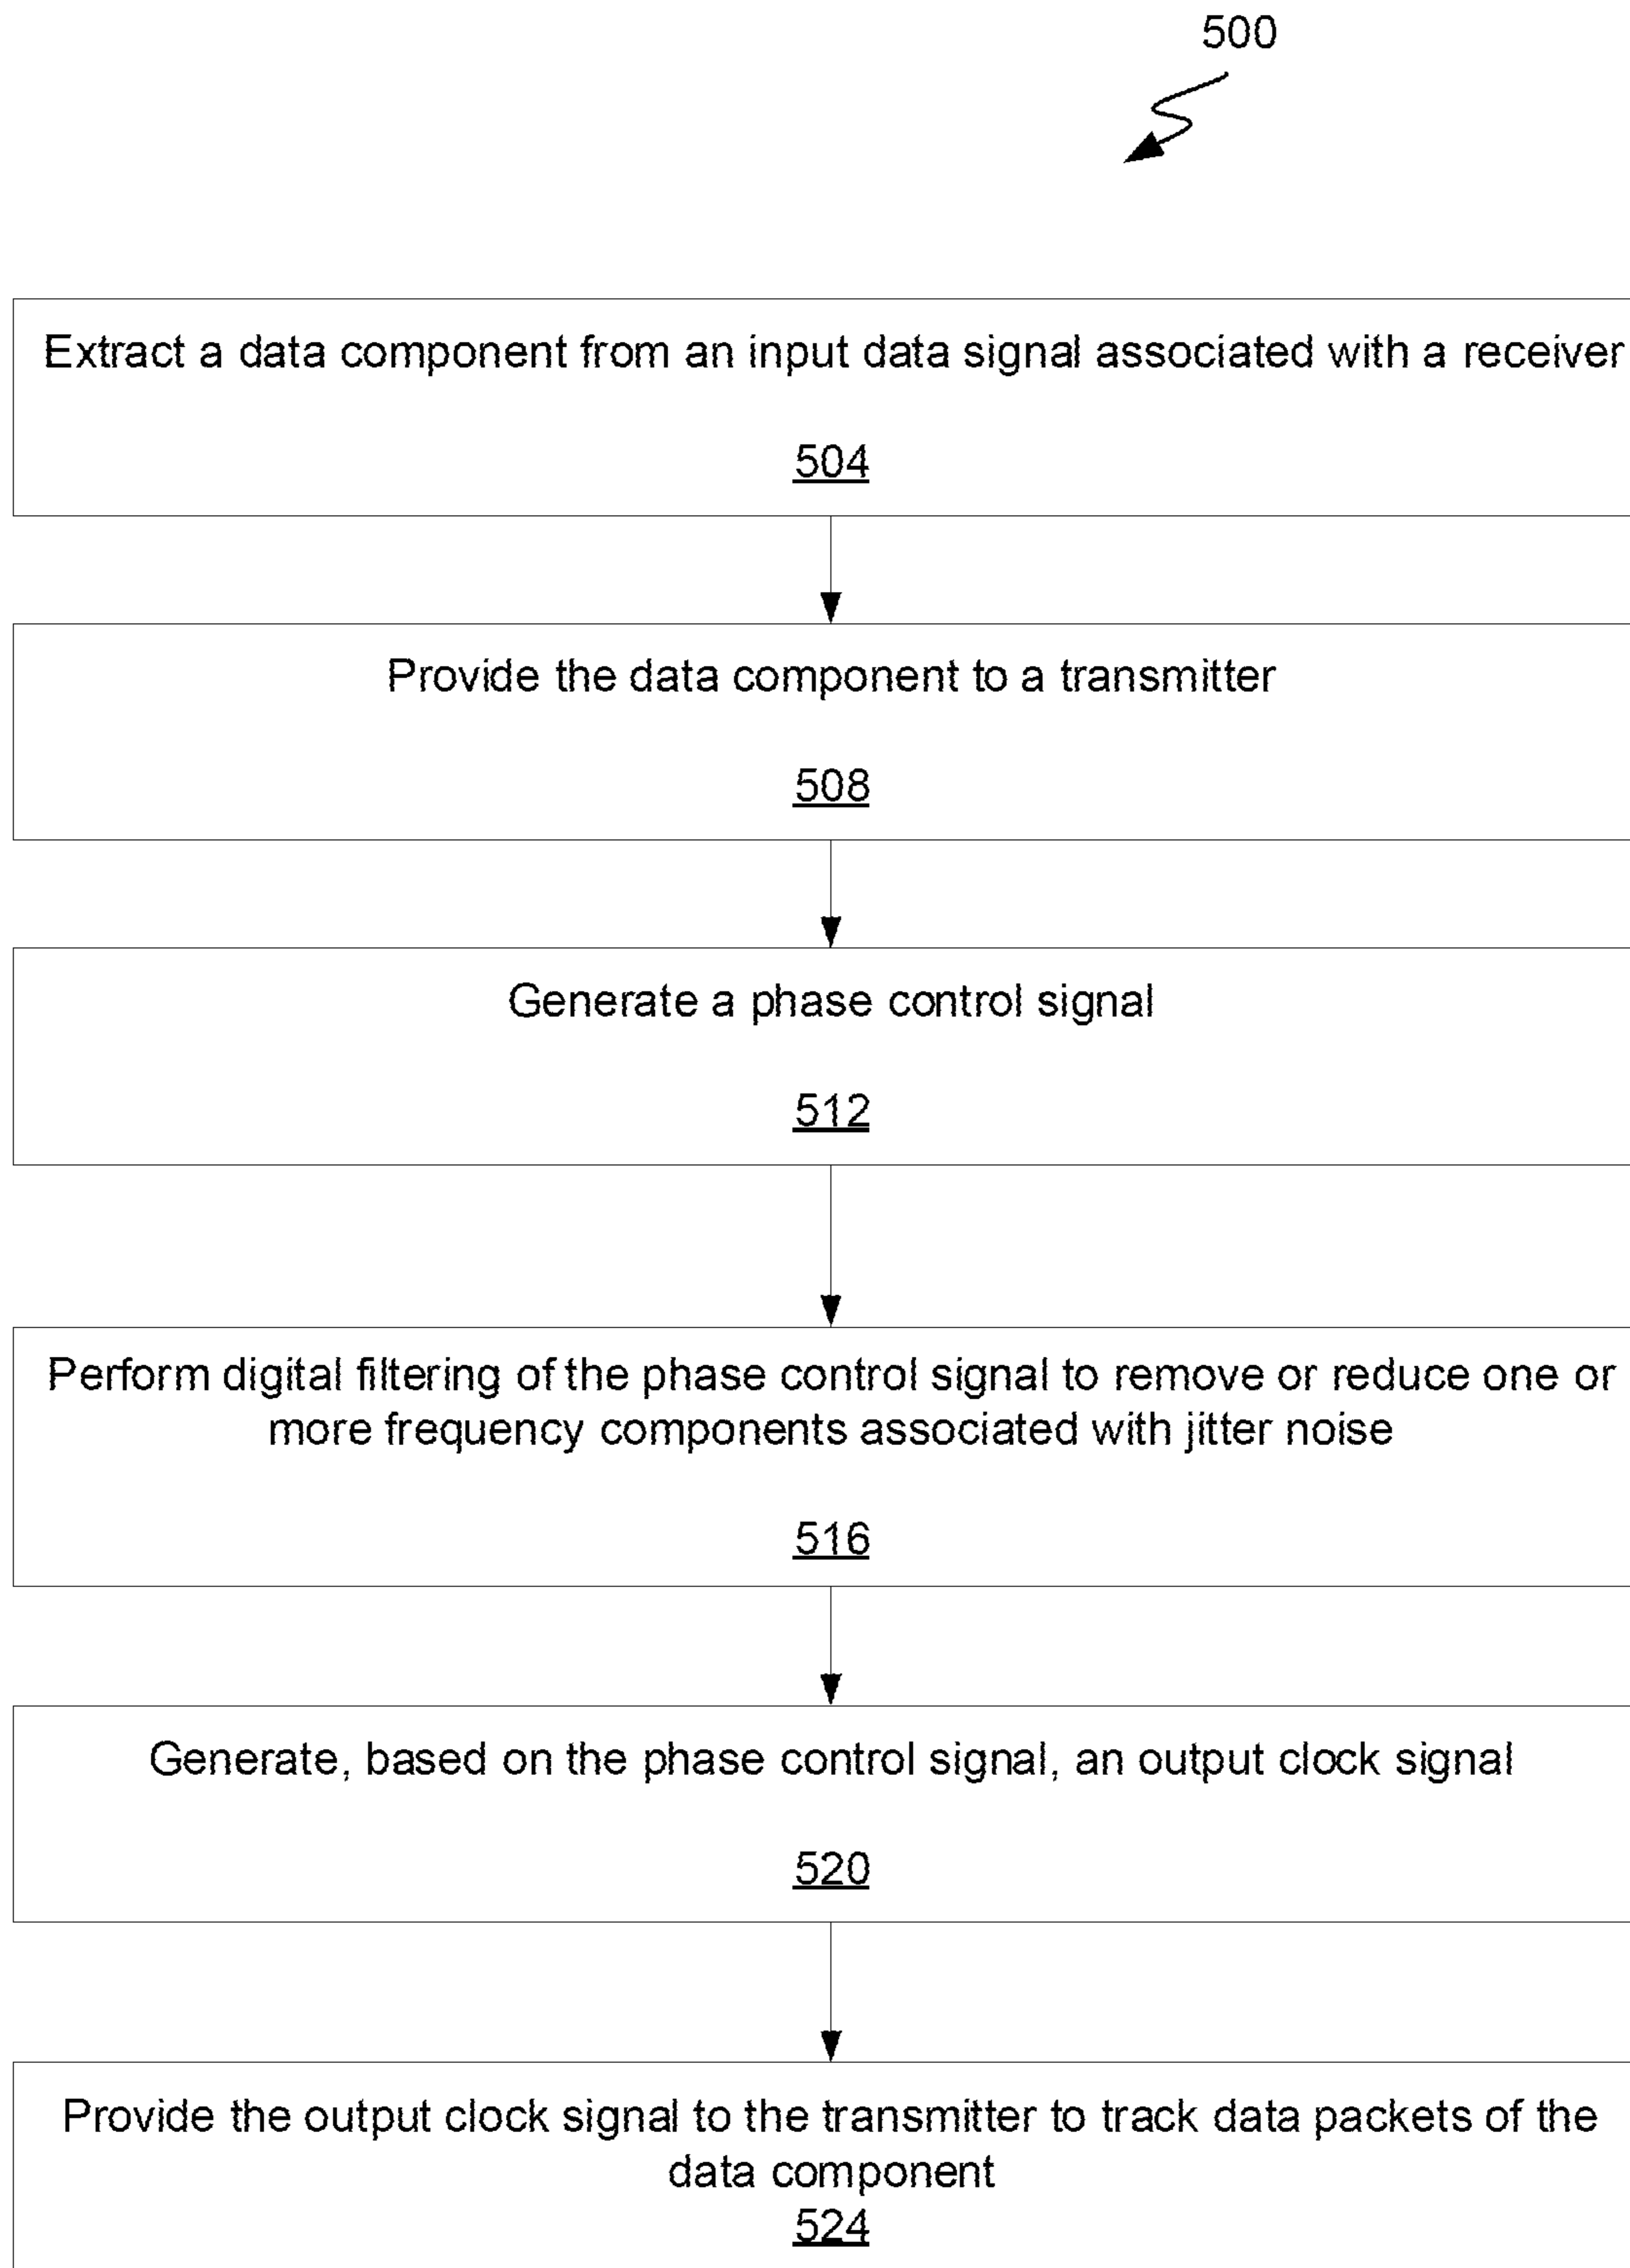 500
Extract a data component from an input data signal associated with a receiver
504
Provide the data component to a transmitter
508
Generate a phase control signal
512
Perform digital filtering of the phase control signal to remove or reduce one or
more frequency components associated with jitter noise
516
Generate, based on the phase control signal, an output clock signal
520
Provide the output clock signal to the transmitter to track data packets of the
data component
524